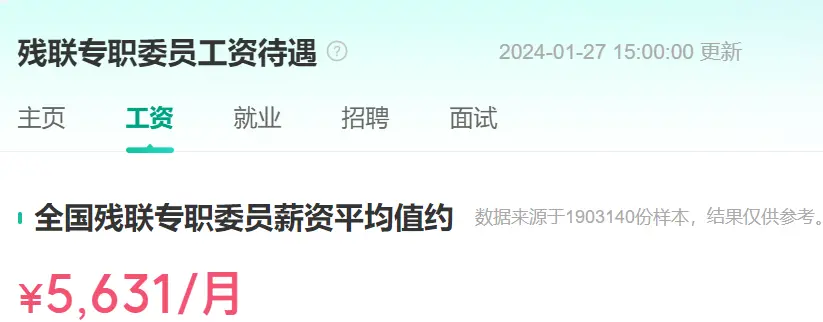 残联专职委员工资待遇 ? 2024-01-27 15:00:00 更新
主页 工资 就业 招聘 面试
全国残联专职委员薪资平均值约 数据来源于1903140份样本，结果仅供参考。
¥5,631/月